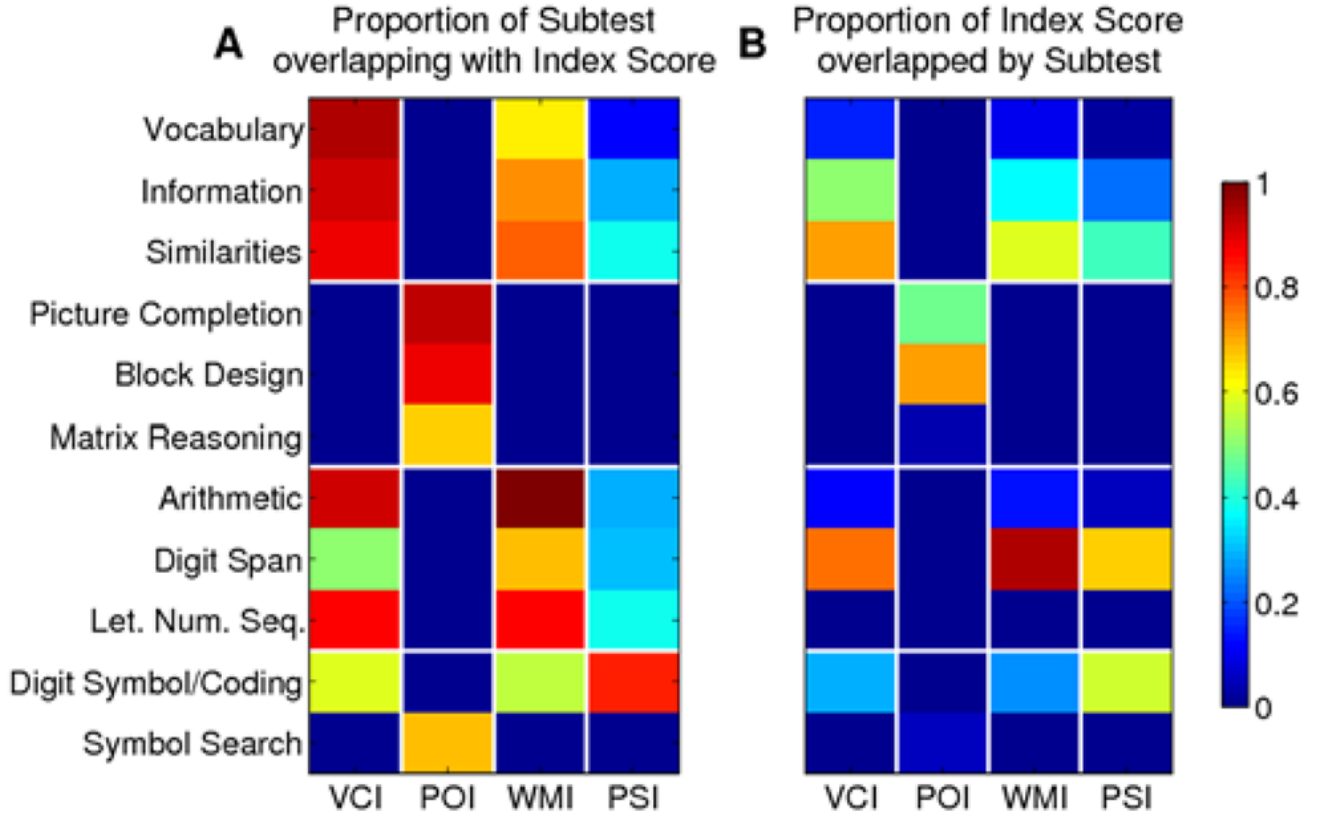 A
Proportion of Subtest
overlapping with Index Score
B
Proportion of Index Score
overlapped by Subtest
Vocabulary
Information
Similarities
Picture Completion
Block Design
Matrix Reasoning
Arithmetic
Digit Span
Let. Num. Seq.
Digit Symbol/Coding
Symbol Search
VCI POI WMI PSI
VCI POI WMI PSI
1
0.8
0.6
0.4
0.2
0